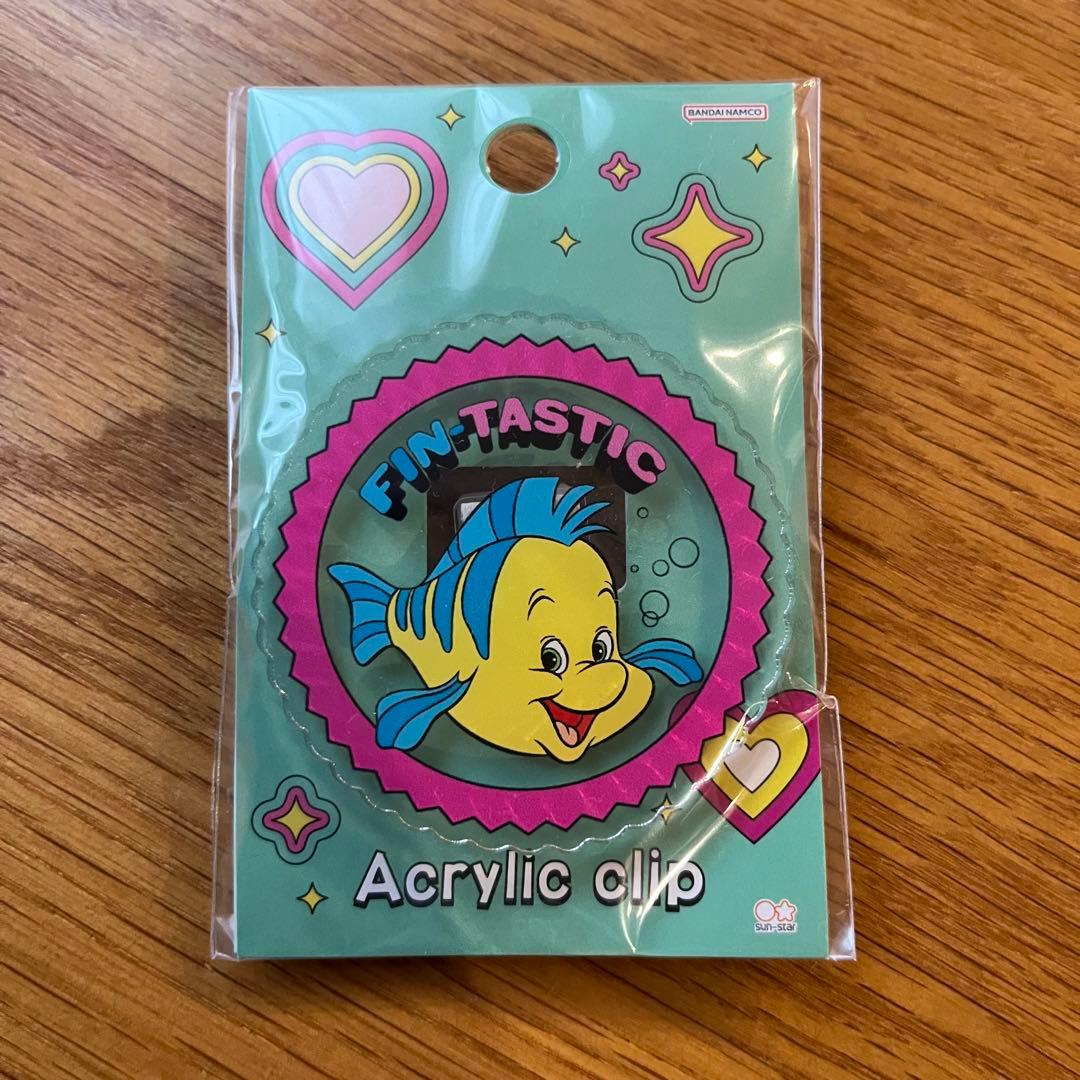 BANDAI NAMCO
FIN-TASTIC
Acrylic clip
sun-star